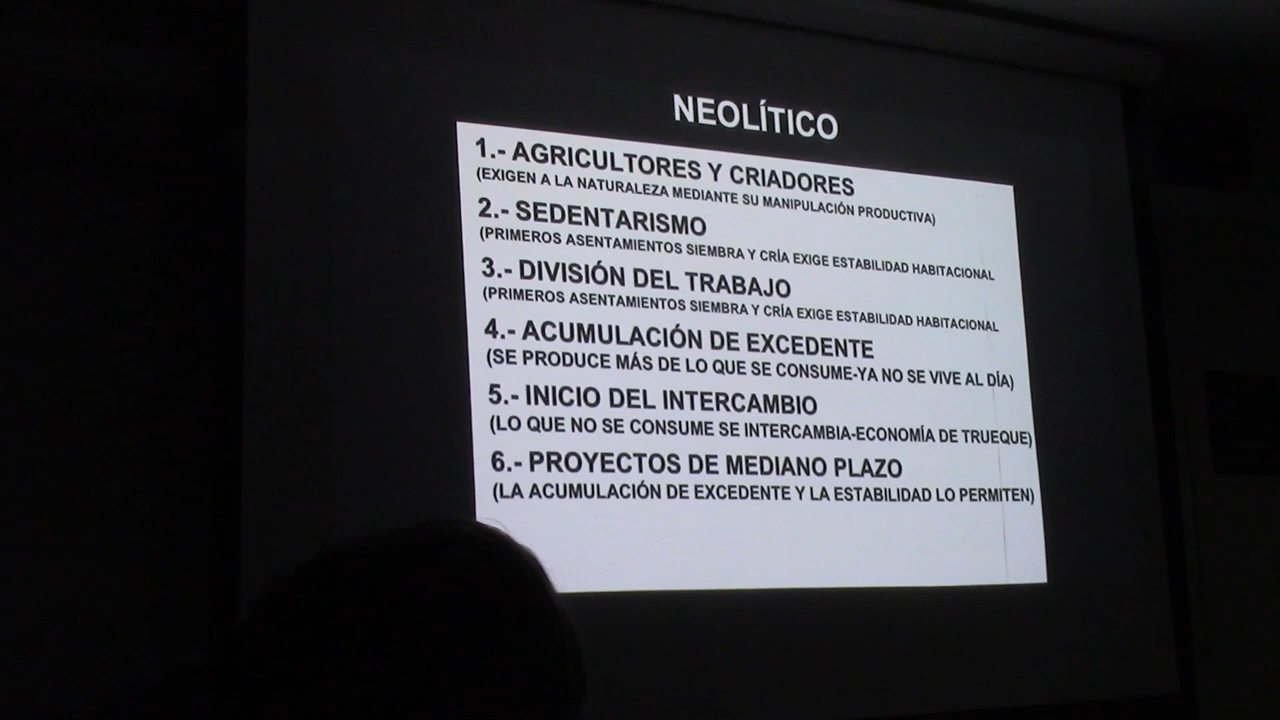 NEOLÍTICO
1.- AGRICULTORES Y CRIADORES
(EXIGEN A LA NATURALEZA MEDIANTE SU MANIPULACIÓN PRODUCTIVA)
2.- SEDENTARISMO
(PRIMEROS ASENTAMIENTOS SIEMBRA Y CRÍA EXIGE ESTABILIDAD HABITACIONAL
3.- DIVISIÓN DEL TRABAJO
(PRIMEROS ASENTAMIENTOS SIEMBRA Y CRÍA EXIGE ESTABILIDAD HABITACIONAL
4.- ACUMULACIÓN DE EXCEDENTE
(SE PRODUCE MÁS DE LO QUE SE CONSUME-YA NO SE VIVE AL DÍA)
5.- INICIO DEL INTERCAMBIO
(LO QUE NO SE CONSUME SE INTERCAMBIA-ECONOMÍA DE TRUEQUE)
6.- PROYECTOS DE MEDIANO PLAZO
(LA ACUMULACIÓN DE EXCEDENTE Y LA ESTABILIDAD LO PERMITEN)